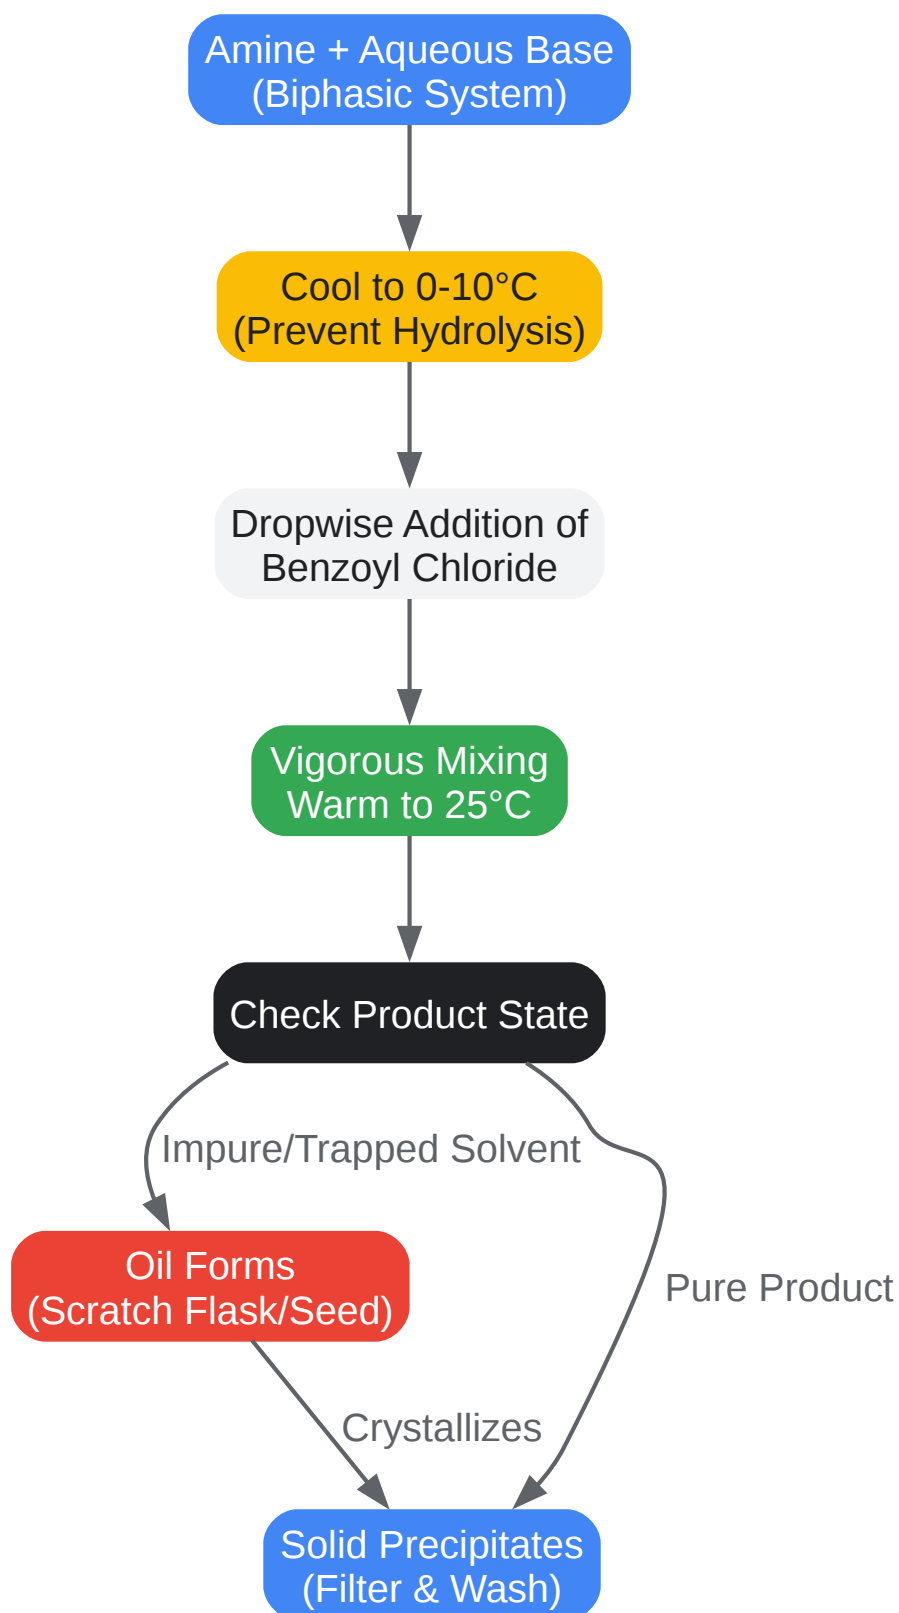 Amine + Aqueous Base
(Biphasic System)
Cool to 0-10°C
(Prevent Hydrolysis)
Dropwise Addition of
Benzoyl Chloride
Vigorous Mixing
Warm to 25°C
Check Product State
Impure/Trapped Solvent
Oil Forms
(Scratch Flask/Seed)
Pure Product
Crystallizes
Solid Precipitates
(Filter & Wash)